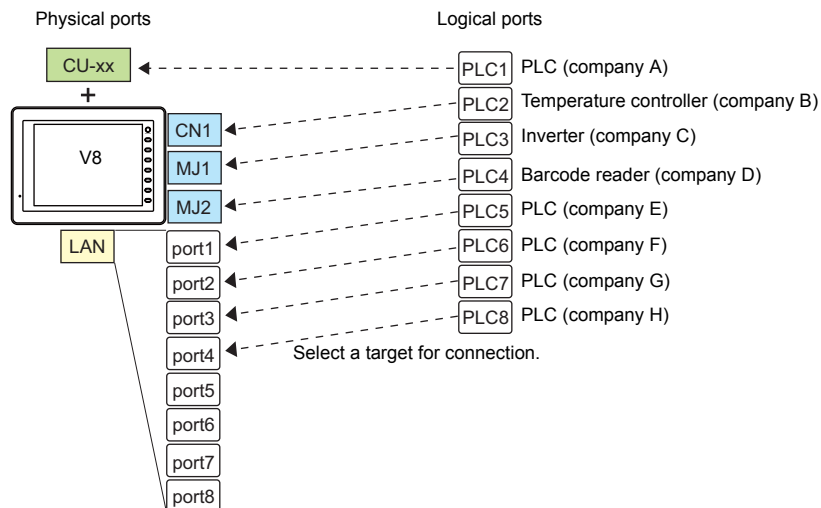 Physical ports
Logical ports
CU-xx
PLC1 PLC (company A)
+
PLC2 Temperature controller (company B)
CN1
PLC3 Inverter (company C)
V8
MJ1
PLC4 Barcode reader (company D)
MJ2
PLC5 PLC (company E)
LAN
port1
PLC6 PLC (company F)
port2
PLC7 PLC (company G)
port3
PLC8 PLC (company H)
port4
Select a target for connection.
port5
port6
port7
port8